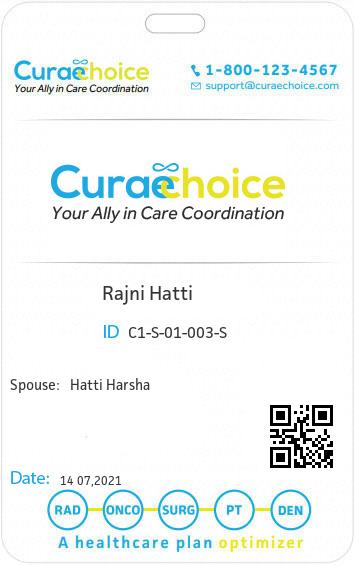 Curaechoice
Your Ally in Care Coordination
1-800-123-4567
support@curaechoice.com
Curaechoice
Your Ally in Care Coordination
Rajni Hatti
ID C1-S-01-003-S
Spouse: Hatti Harsha
Date: 14 07,2021
RAD ONCO SURG PT DEN
A healthcare plan optimizer